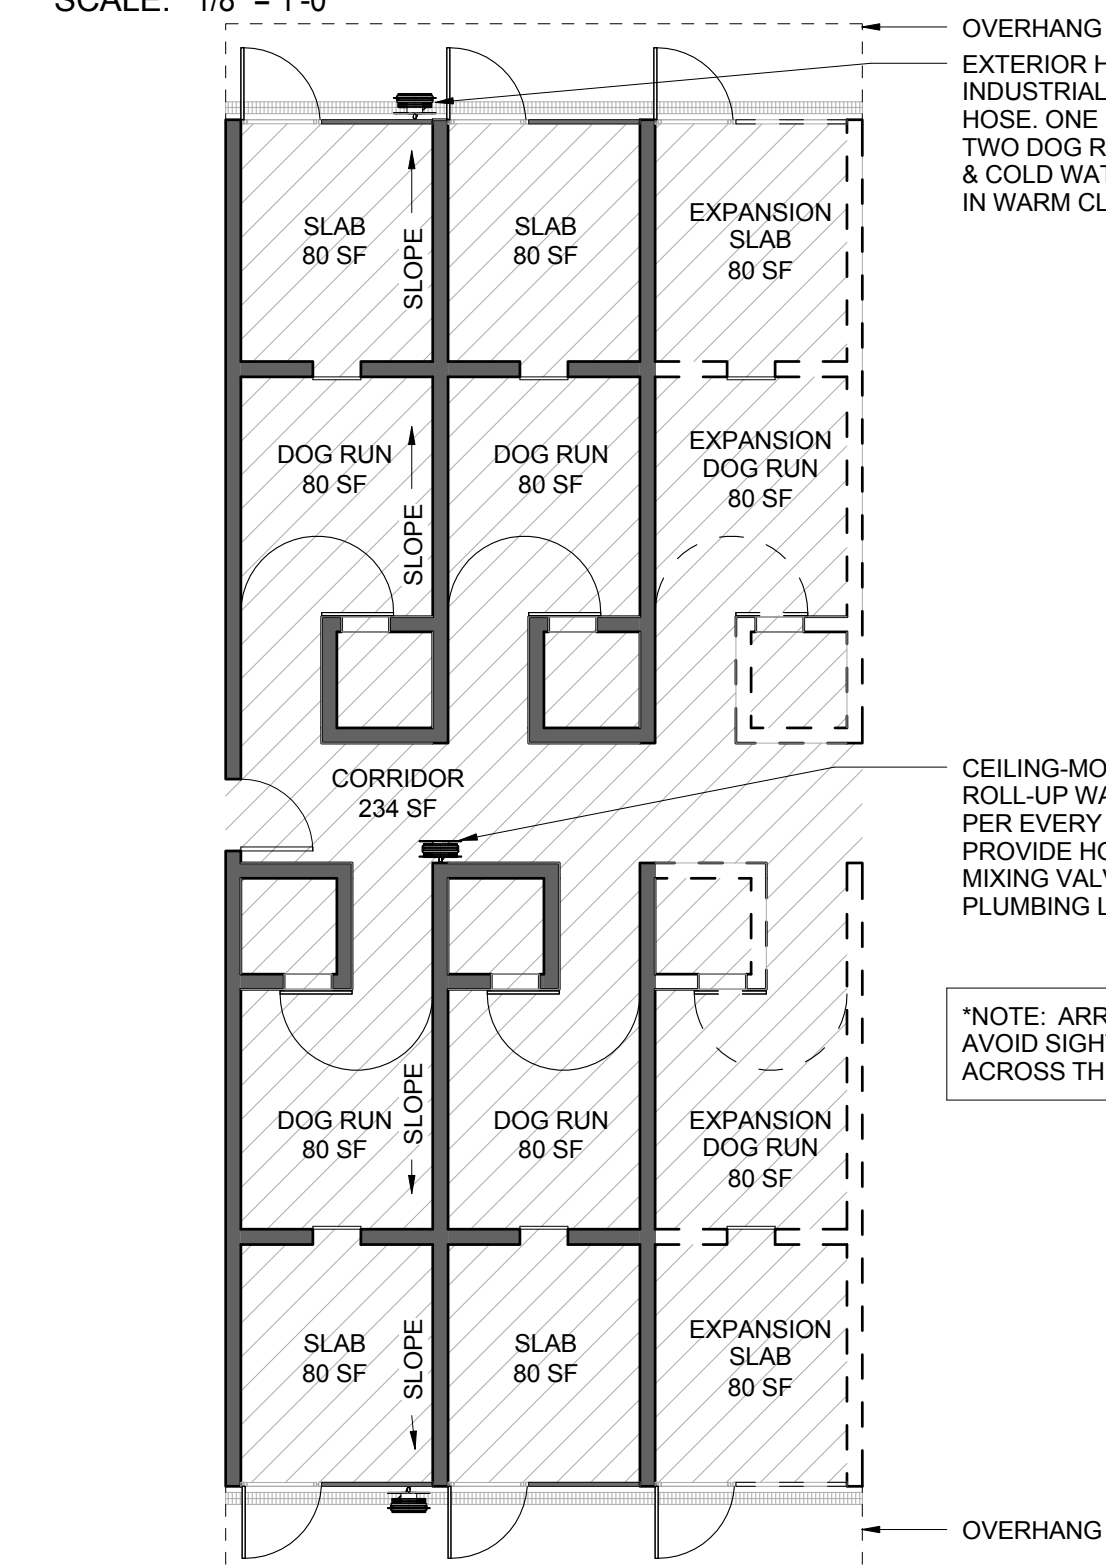 SCALE: 1/8" = 1'-0"
OVERHANG
EXTERIOR H
INDUSTRIAL
HOSE. ONE
TWO DOG R
& COLD WAT
IN WARM CL
SLAB
80 SF
SLOPE
SLAB
80 SF
EXPANSION
SLAB
80 SF
DOG RUN
80 SF
SLOPE
DOG RUN
80 SF
EXPANSION
DOG RUN
80 SF
CORRIDOR
234 SF
CEILING-MO
ROLL-UP WA
PER EVERY
PROVIDE HO
MIXING VALV
PLUMBING L
*NOTE: ARR
AVOID SIGHT
ACROSS TH
DOG RUN
80 SF
SLOPE
DOG RUN
80 SF
EXPANSION
DOG RUN
80 SF
SLAB
80 SF
SLOPE
SLAB
80 SF
EXPANSION
SLAB
80 SF
OVERHANG